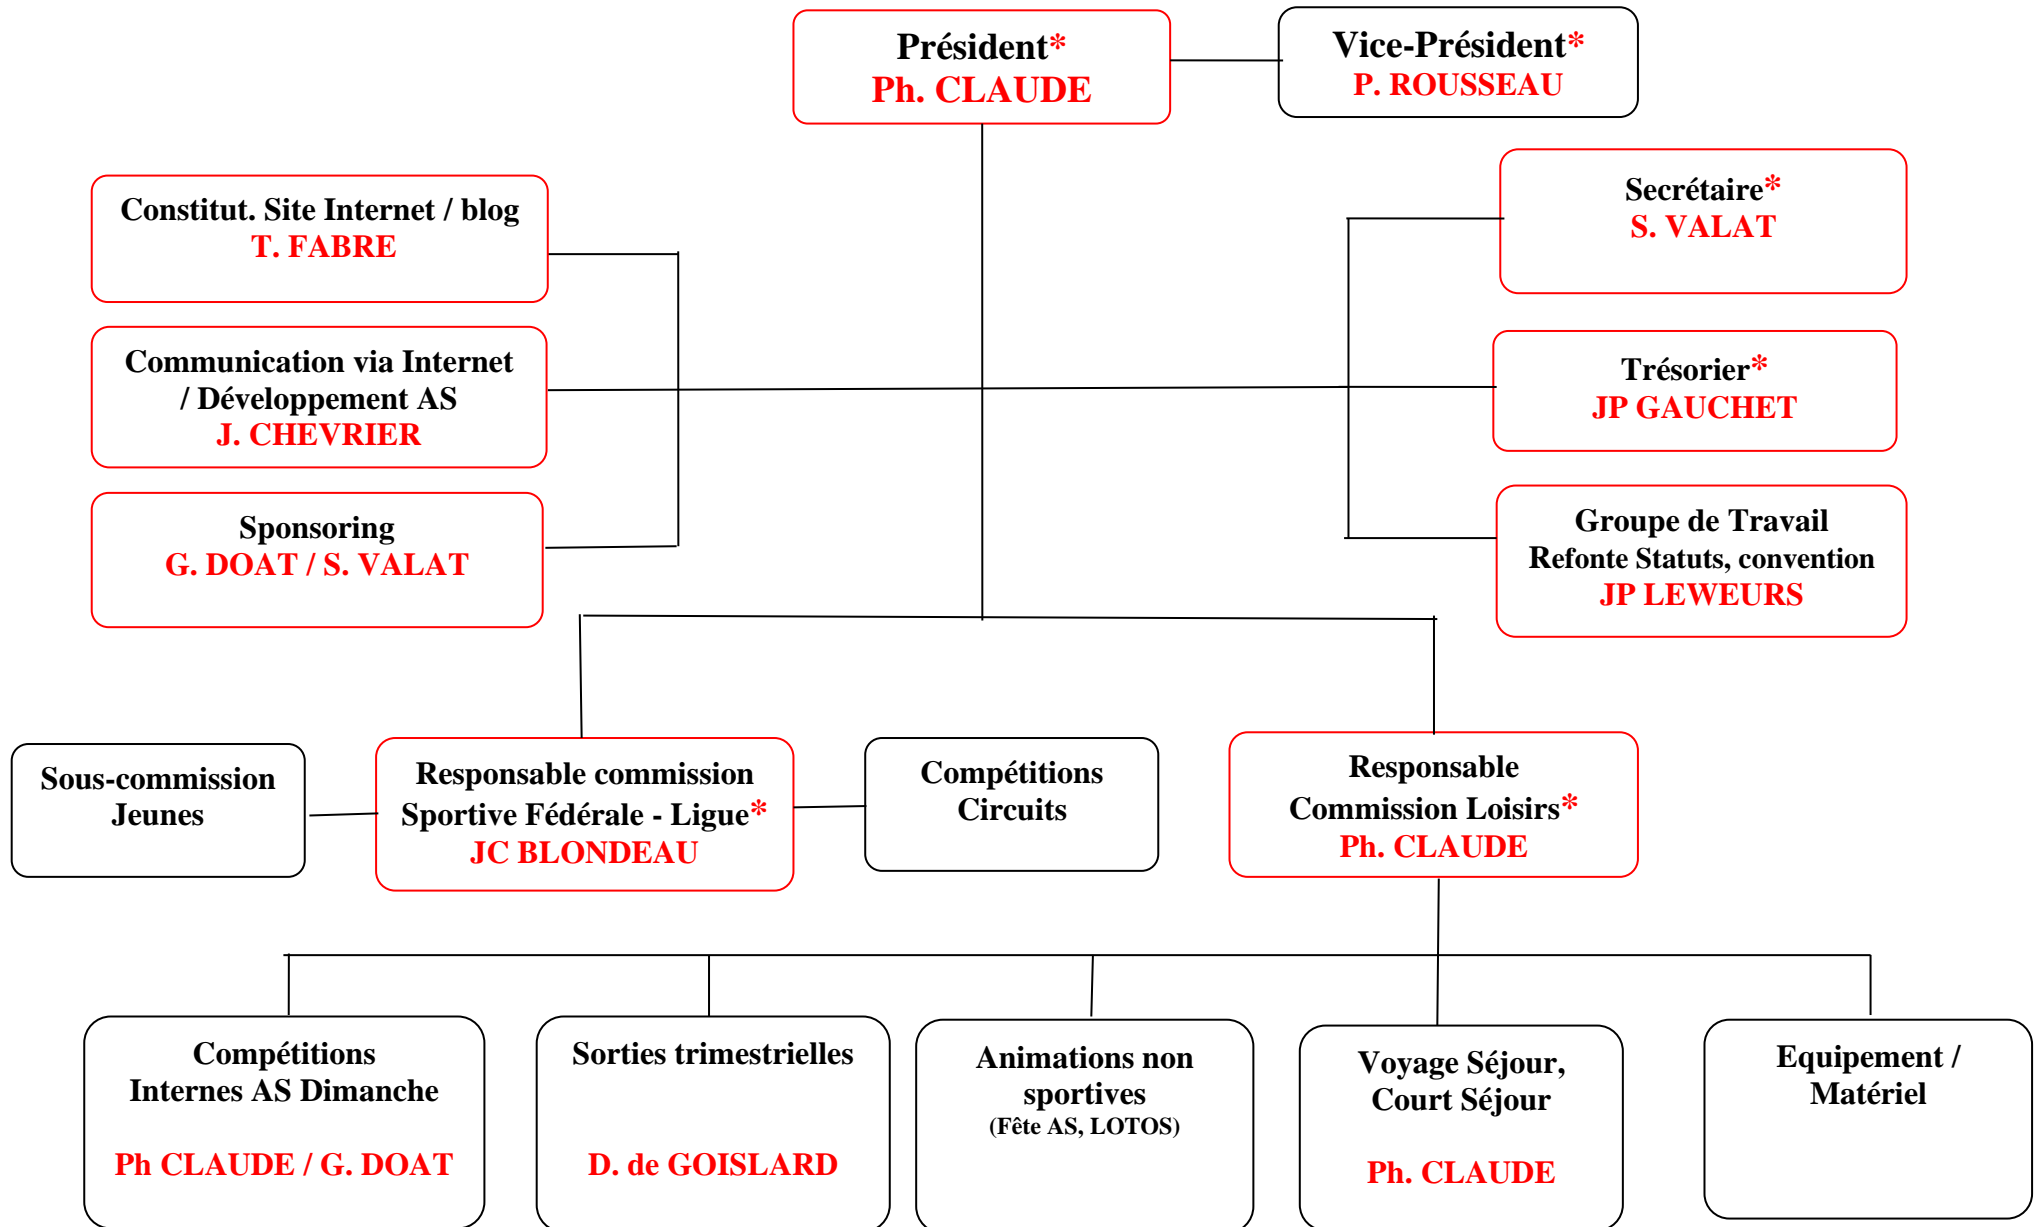 Président*
Ph. CLAUDE
Vice-Président*
P. ROUSSEAU
Constitut. Site Internet / blog
T. FABRE
Secrétaire*
S. VALAT
Communication via Internet
/ Développement AS
J. CHEVRIER
Trésorier*
JP GAUCHET
Sponsoring
G. DOAT / S. VALAT
Groupe de Travail
Refonte Statuts, convention
JP LEWEURS
Sous-commission
Jeunes
Responsable commission
Sportive Fédérale - Ligue*
JC BLONDEAU
Compétitions
Circuits
Responsable
Commission Loisirs*
Ph. CLAUDE
Compétitions
Internes AS Dimanche
Ph CLAUDE / G. DOAT
Sorties trimestrielles
D. de GOISLARD
Animations non
sportives
(Fête AS, LOTOS)
Voyage Séjour,
Court Séjour
Ph. CLAUDE
Equipement /
Matériel